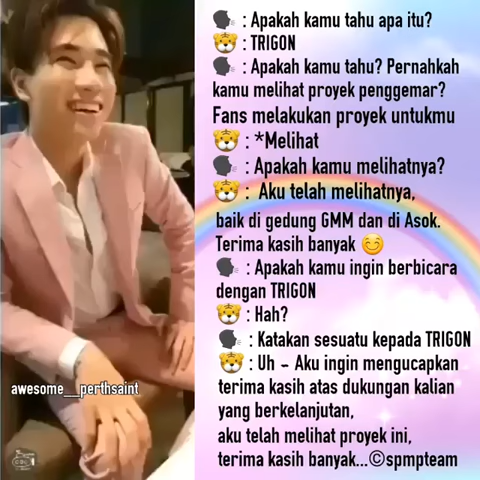 : Apakah kamu tahu apa itu?
: TRIGON
: Apakah kamu tahu? Pernahkah
kamu melihat proyek penggemar?
Fans melakukan proyek untukmu
: *Melihat
: Apakah kamu melihatnya?
: Aku telah melihatnya,
baik di gedung GMM dan di Asok.
Terima kasih banyak 😊
: Apakah kamu ingin berbicara
dengan TRIGON
: Hah?
: Katakan sesuatu kepada TRIGON
: Uh - Aku ingin mengucapkan
terima kasih atas dukungan kalian
yang berkelanjutan,
aku telah melihat proyek ini,
terima kasih banyak...©spmpteam
awesome__perthsaint